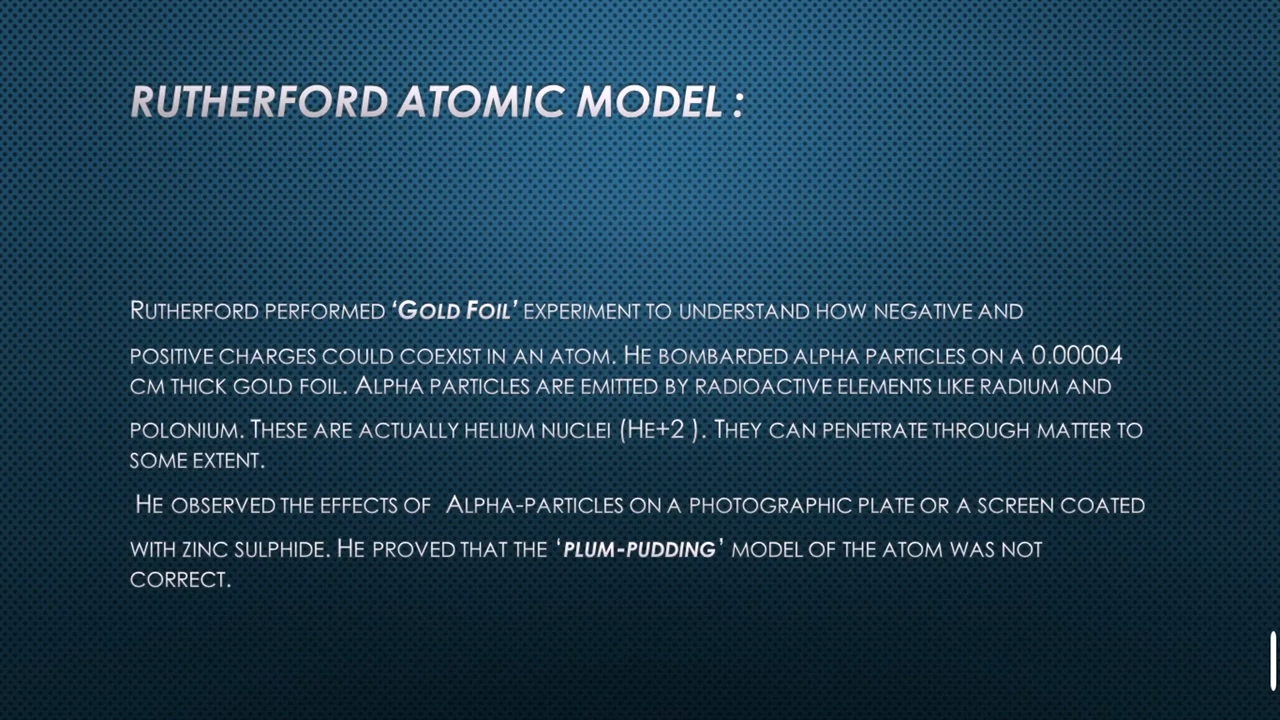 RUTHERFORD ATOMIC MODEL :
RUTHERFORD PERFORMED ‘GOLD FOIL’ EXPERIMENT TO UNDERSTAND HOW NEGATIVE AND
POSITIVE CHARGES COULD COEXIST IN AN ATOM. HE BOMBARDED ALPHA PARTICLES ON A 0.00004
CM THICK GOLD FOIL. ALPHA PARTICLES ARE EMITTED BY RADIOACTIVE ELEMENTS LIKE RADIUM AND
POLONIUM. THESE ARE ACTUALLY HELIUM NUCLEI (HE+2 ). THEY CAN PENETRATE THROUGH MATTER TO
SOME EXTENT.
HE OBSERVED THE EFFECTS OF ALPHA-PARTICLES ON A PHOTOGRAPHIC PLATE OR A SCREEN COATED
WITH ZINC SULPHIDE. HE PROVED THAT THE ‘PLUM-PUDDING’ MODEL OF THE ATOM WAS NOT
CORRECT.